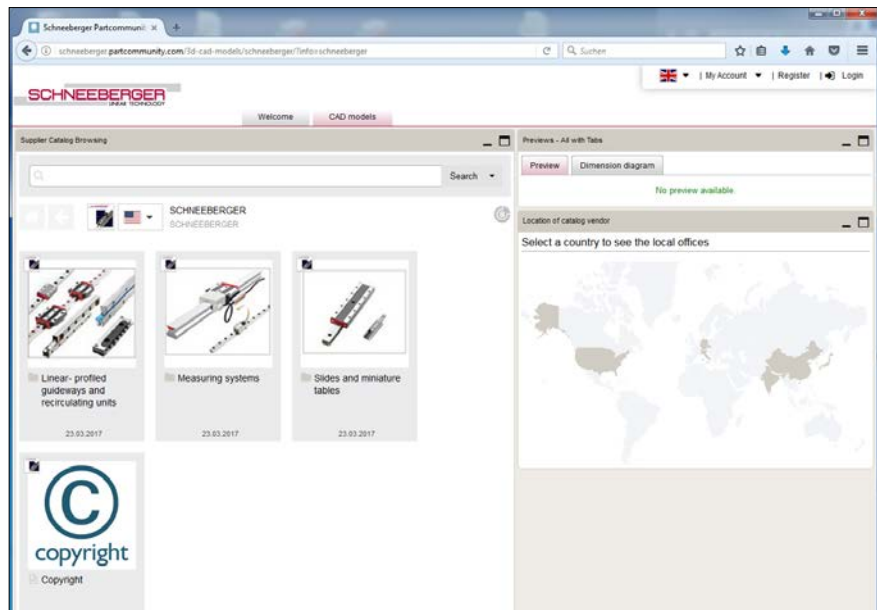 Schneeberger Partcommunit
schneeberger.partcommunity.com/3d-cad-models/schneeberger/?info=schneeberger
Suchen
| My Account
| Register
| Login
SCHNEEBERGER
LINEAR TECHNOLOGY
Welcome
CAD models
Supplier Catalog Browsing
Search
SCHNEEBERGER
SCHNEEBERGER
Linear- profiled
guideways and
recirculating units
23.03.2017
Measuring systems
23.03.2017
Slides and miniature
tables
23.03.2017
copyright
Copyright
Previews - All with Tabs
Preview
Dimension diagram
No preview available.
Location of catalog vendor
Select a country to see the local offices